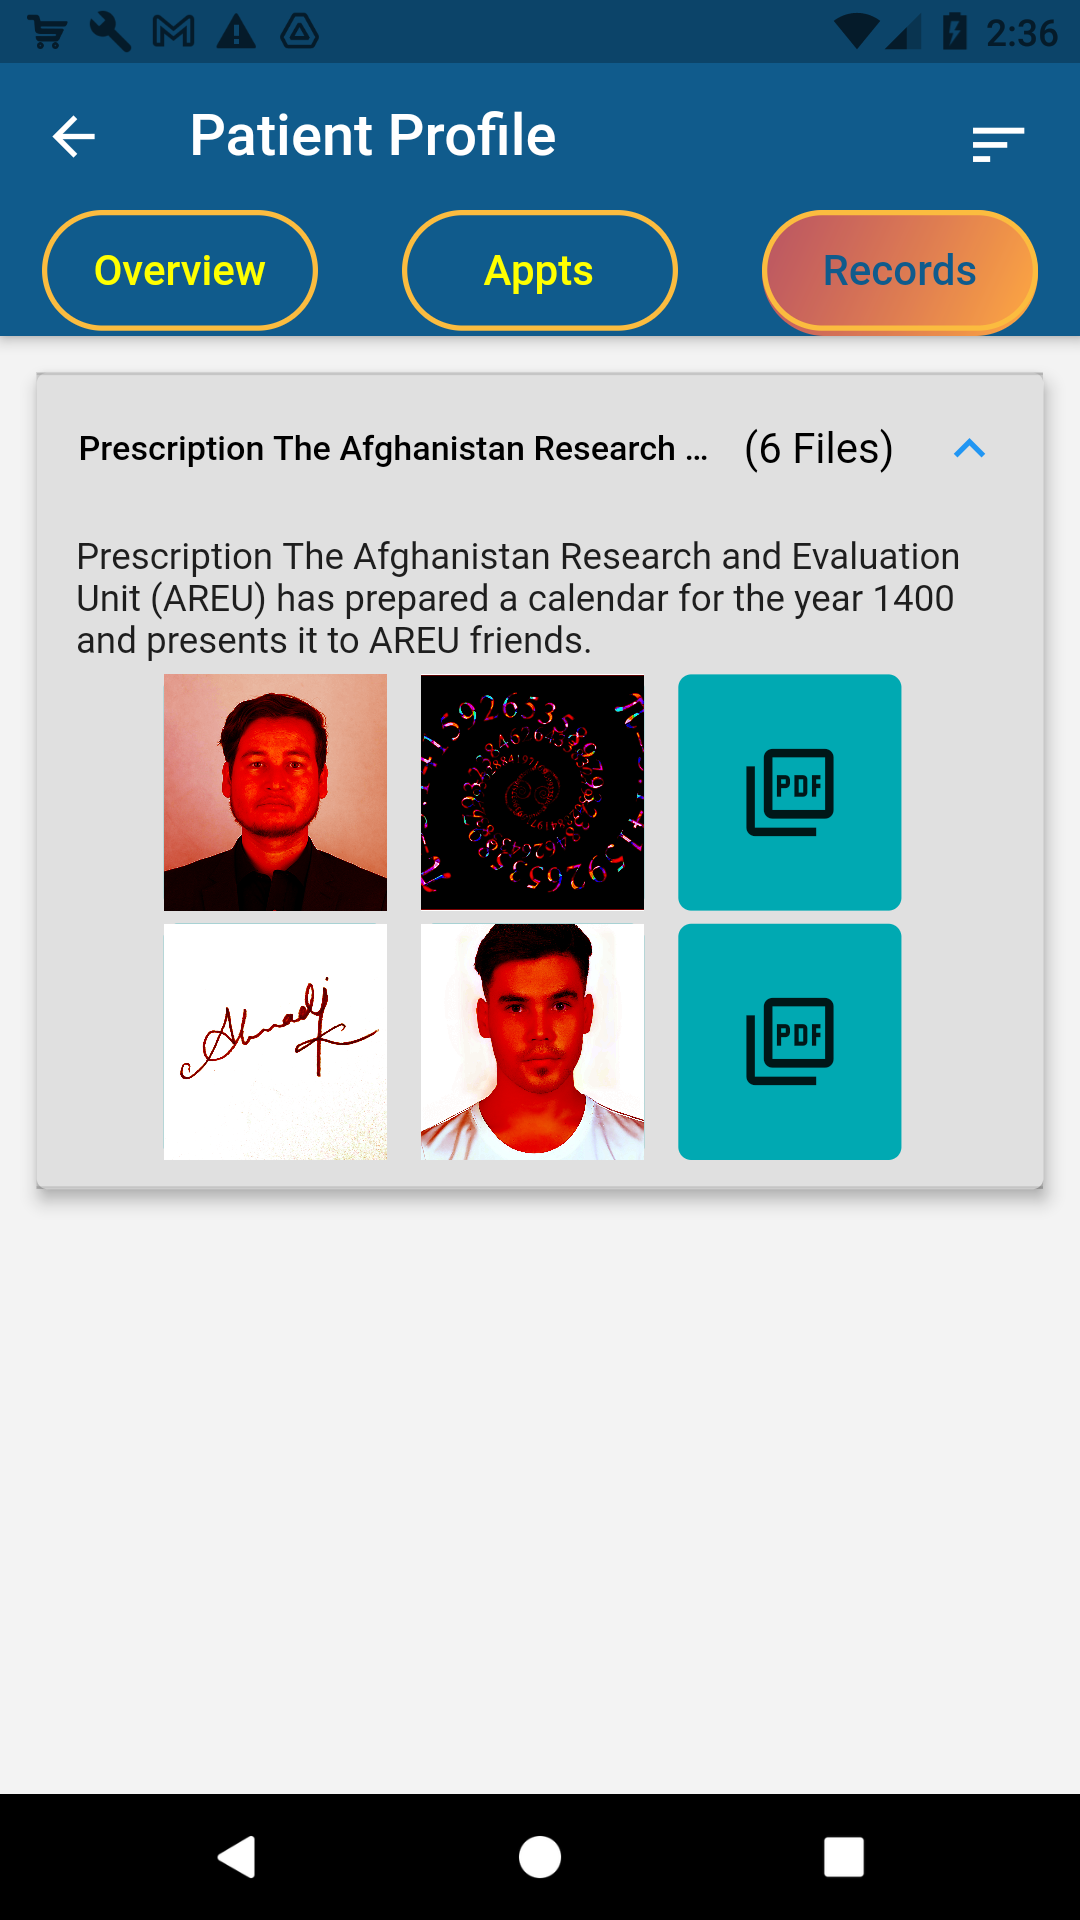 2:36
Patient Profile
Overview Appts Records
Prescription The Afghanistan Research ... (6 Files)
Prescription The Afghanistan Research and Evaluation
Unit (AREU) has prepared a calendar for the year 1400
and presents it to AREU friends.
PDF
PDF